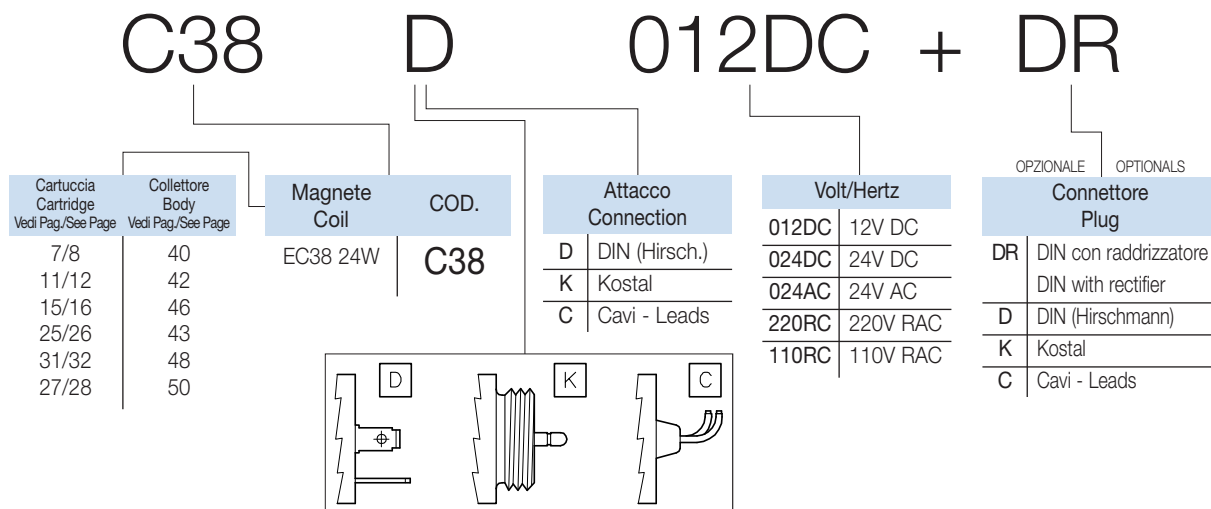 C38 D 012DC + DR
OPZIONALE OPTIONALS
Cartuccia
Cartridge
Vedi Pag./See Page
Collettore
Body
Vedi Pag./See Page
7/8 40
11/12 42
15/16 46
25/26 43
31/32 48
27/28 50
Magnete
Coil
COD.
EC38 24W C38
Attacco
Connection
D DIN (Hirsch.)
K Kostal
C Cavi - Leads
Volt/Hertz
012DC 12V DC
024DC 24V DC
024AC 24V AC
220RC 220V RAC
110RC 110V RAC
Connettore
Plug
DR DIN con raddrizzatore
DIN with rectifier
D DIN (Hirschmann)
K Kostal
C Cavi - Leads
D K C